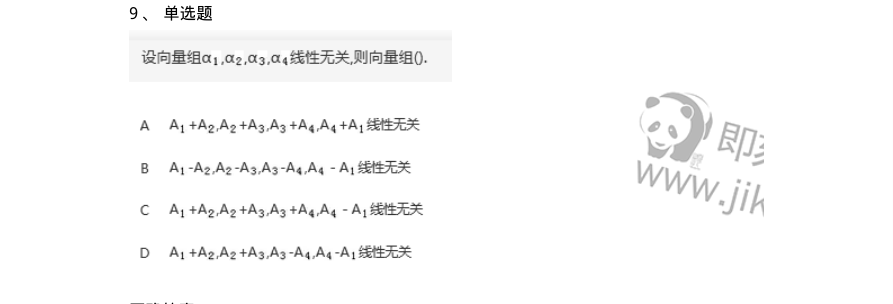 9、 单选题
设向量组α₁,α₂,α₃,α₄线性无关,则向量组().
A A₁+A₂,A₂+A₃,A₃+A₄,A₄+A₁线性无关
B A₁-A₂,A₂-A₃,A₃-A₄,A₄-A₁线性无关
C A₁+A₂,A₂+A₃,A₃+A₄,A₄-A₁线性无关
D A₁+A₂,A₂+A₃,A₃-A₄,A₄-A₁线性无关
即
www.jik